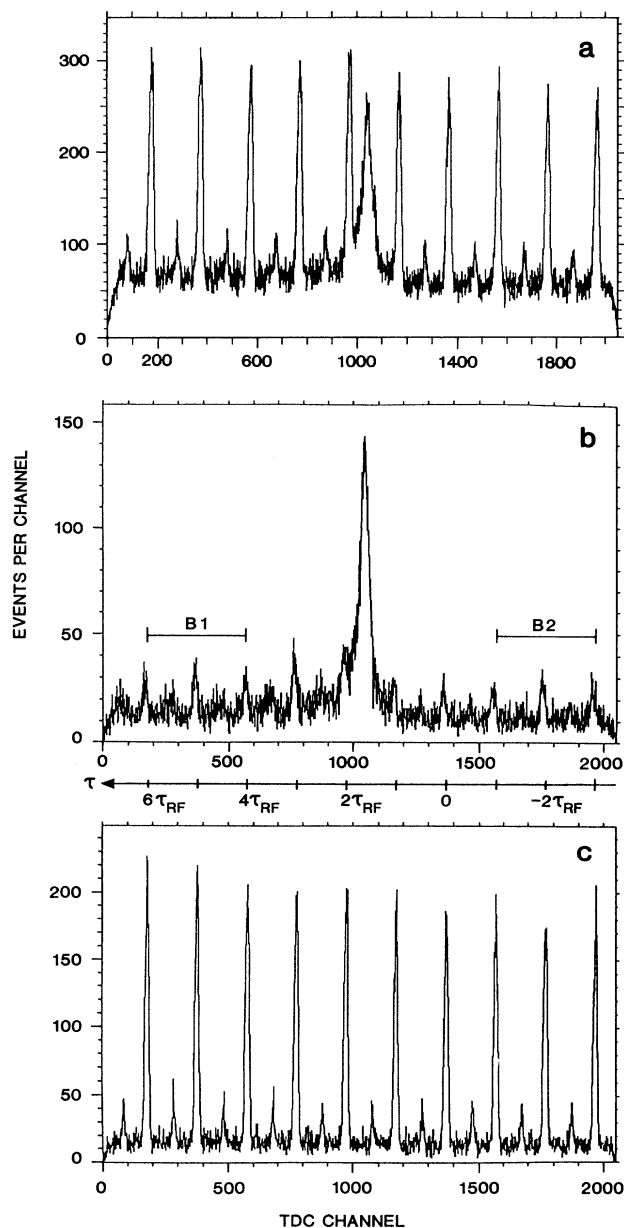 a
300
200
100
0
0 200 600 1000 1400 1800
EVENTS PER CHANNEL
b
150
100
50
0
B1
B2
0 500 1000 1500 2000
τ
6τRF 4τRF 2τRF 0 -2τRF
c
200
150
100
50
0
0 500 1000 1500 2000
TDC CHANNEL